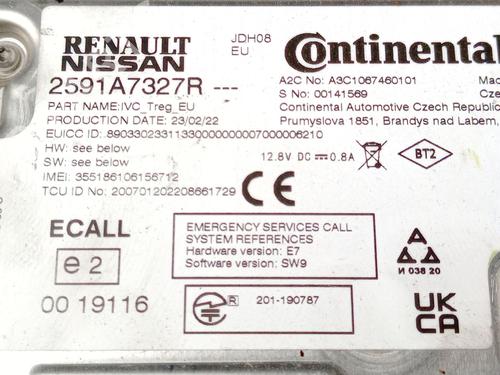 RENAULT
NISSAN
JDH08
EU
Continental
2591A7327R ---
A2C No: A3C1067460101
S No: 00141569
PART NAME:IVC_Treg_EU
Continental Automotive Czech Republic
PRODUCTION DATE: 23/02/22
Prumyslova 1851, Brandys nad Labem,
EUICC ID: 89033023311330000000007000006210
HW: see below
SW: see below
12.8V DC 0.8A
BT2
IMEI: 355186106156712
TCU ID No: 200701202208661729
CE
ECALL
e2
00 19116
EMERGENCY SERVICES CALL
SYSTEM REFERENCES
Hardware version: E7
Software version: SW9
R 201-190787
И 038 20
UK
CA